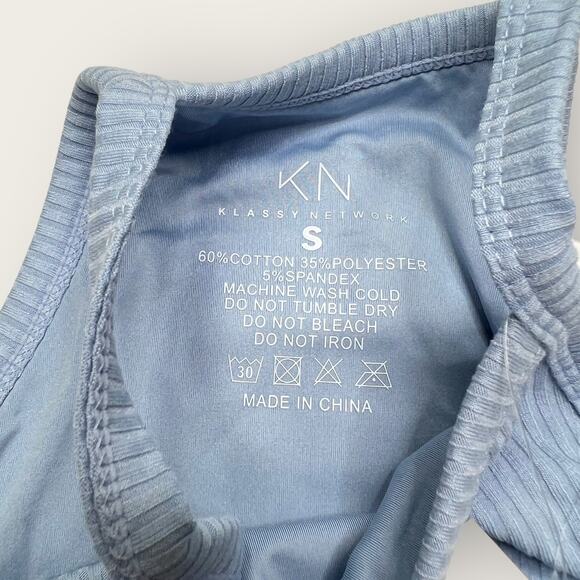 KN
KLASSY NETWORK
S
60%COTTON 35%POLYESTER
5%SPANDEX
MACHINE WASH COLD
DO NOT TUMBLE DRY
DO NOT BLEACH
DO NOT IRON
30
MADE IN CHINA